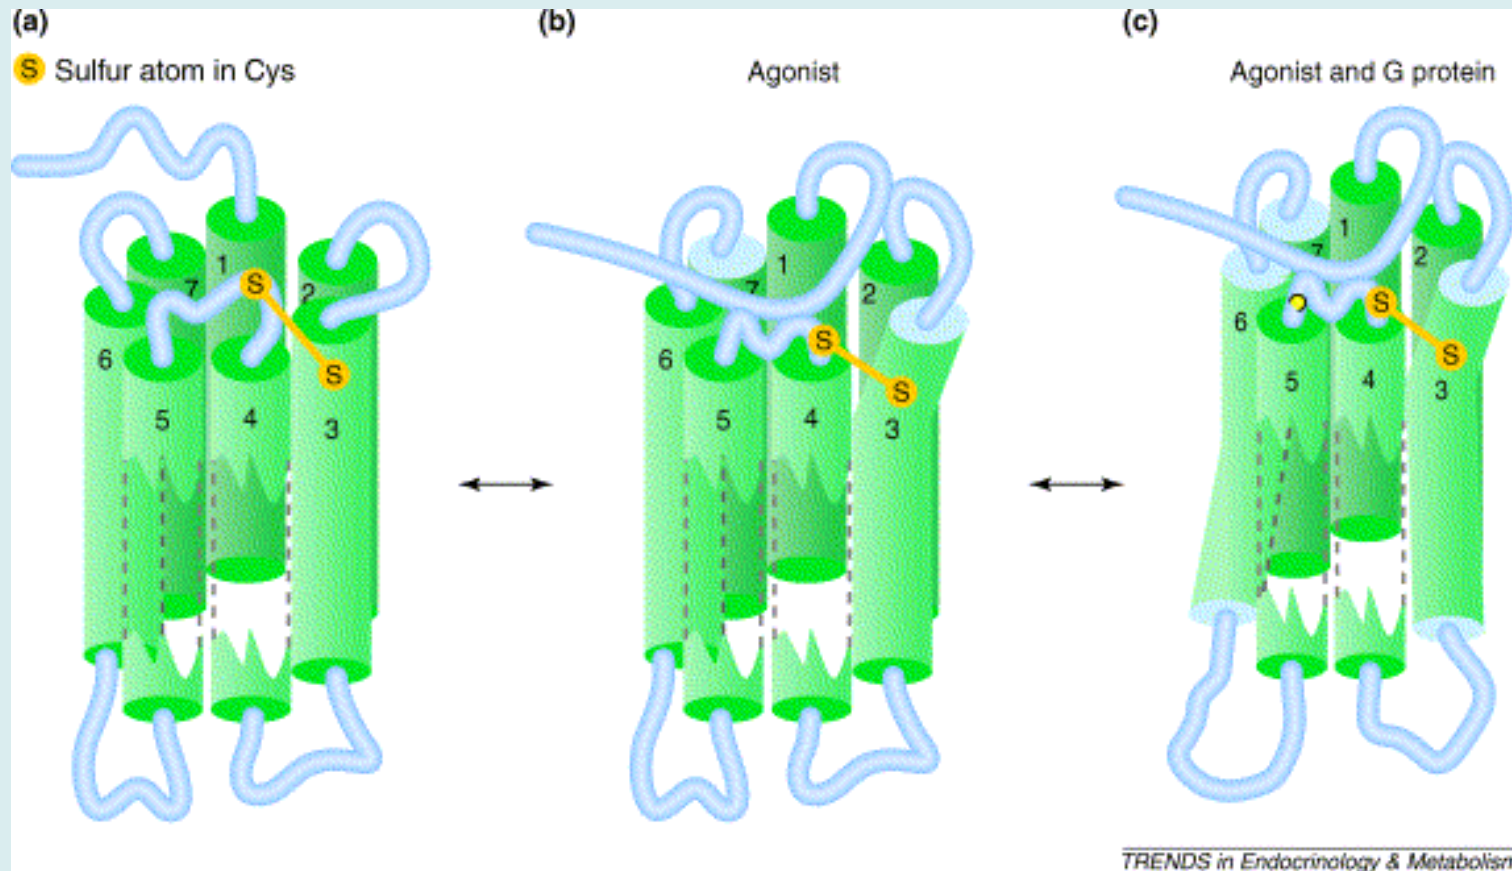 (a)
S Sulfur atom in Cys
1
7
2
S
S
6
5
4
3
(b)
Agonist
1
7
2
S
S
6
5
4
3
(c)
Agonist and G protein
1
7
2
S
S
6
5
4
3
TRENDS in Endocrinology & Metabolism